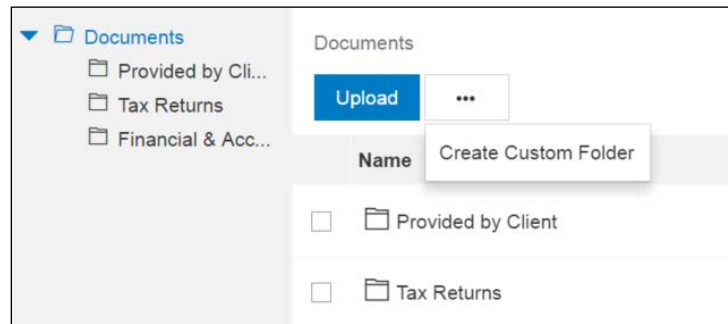 Documents
Provided by Cli...
Tax Returns
Financial & Acc...
Documents
Upload
•••
Create Custom Folder
Name
Provided by Client
Tax Returns